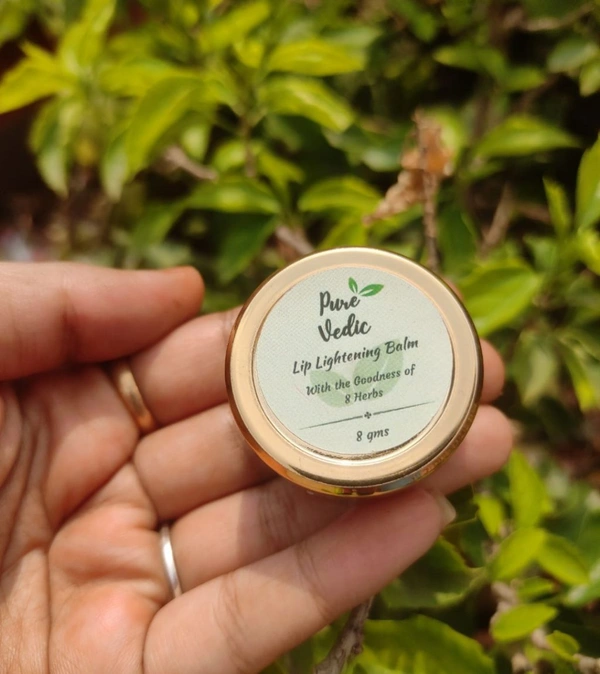 Pure
Vedic
Lip Lightening Balm
With the Goodness of
8 Herbs
8 gms